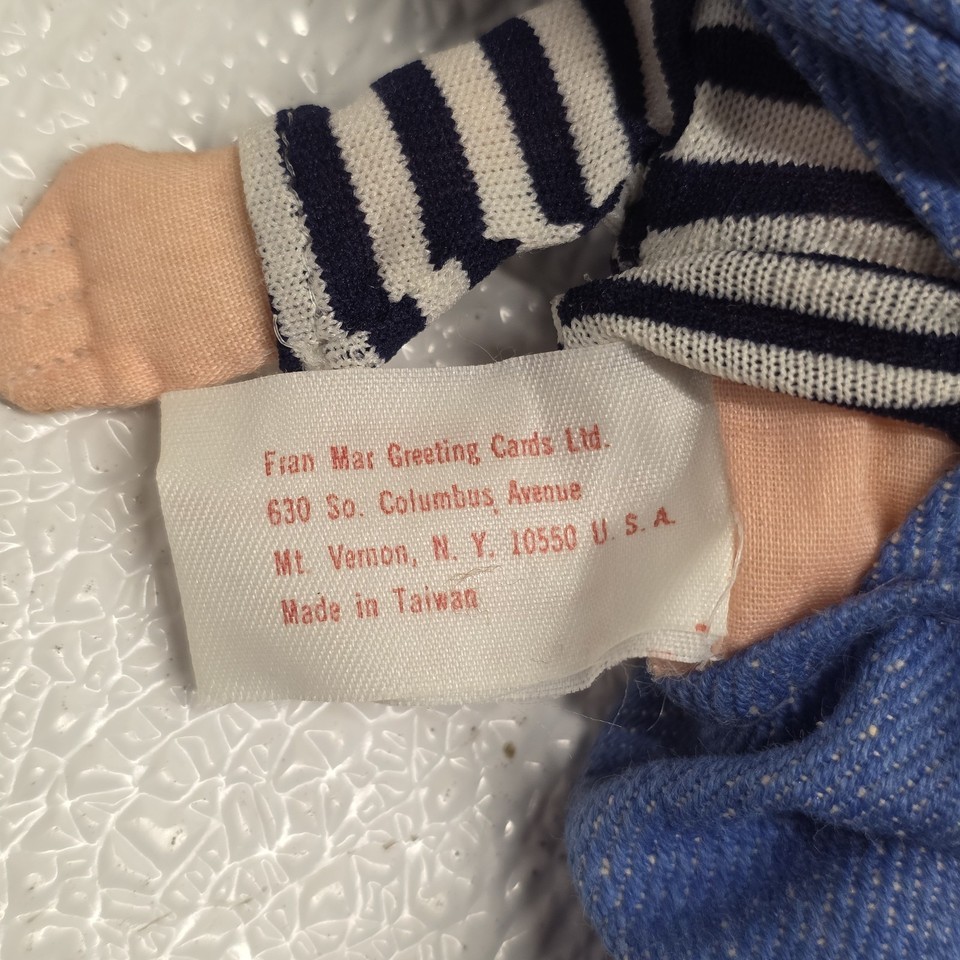 Fran Mar Greeting Cards Ltd.
630 So. Columbus Avenue
Mt. Vernon, N. Y. 10550 U. S. A.
Made in Taiwan